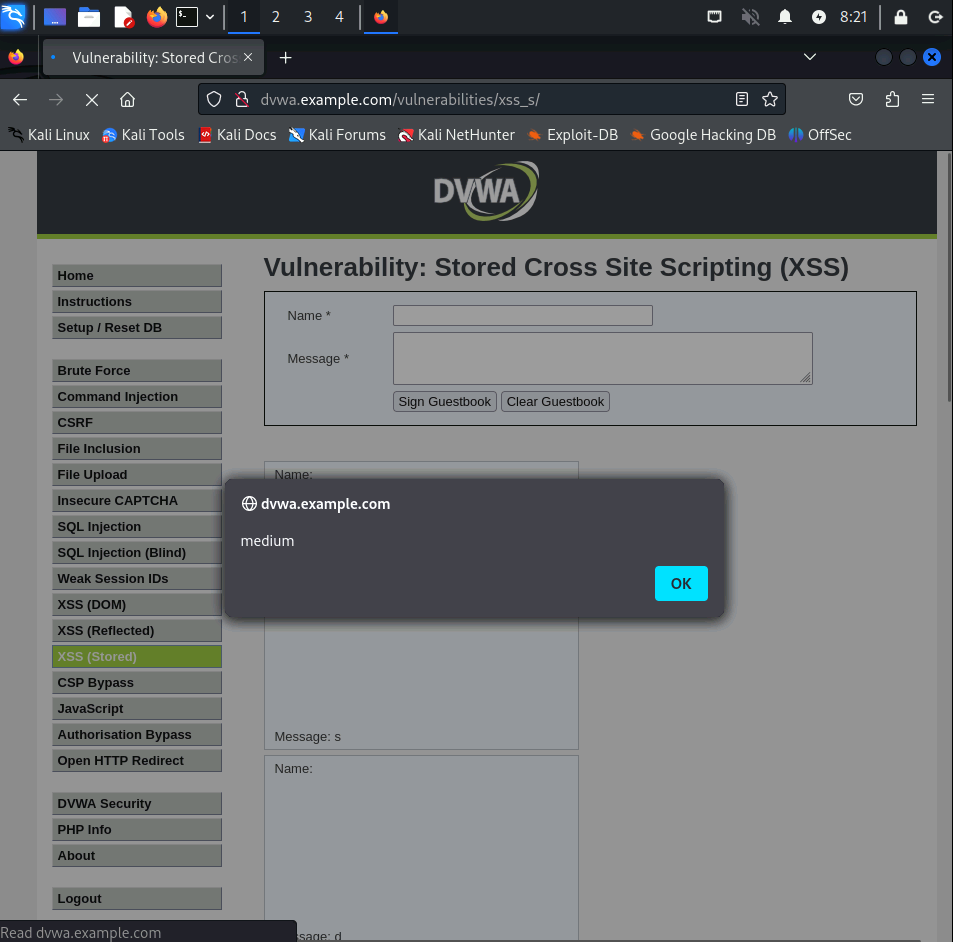 1 2 3 4 8:21
Vulnerability: Stored Cros
dvwa.example.com/vulnerabilities/xss_s/
Kali Linux Kali Tools Kali Docs Kali Forums Kali NetHunter Exploit-DB Google Hacking DB OffSec
DVWA
Home
Instructions
Setup / Reset DB
Brute Force
Command Injection
CSRF
File Inclusion
File Upload
Insecure CAPTCHA
SQL Injection
SQL Injection (Blind)
Weak Session IDs
XSS (DOM)
XSS (Reflected)
XSS (Stored)
CSP Bypass
JavaScript
Authorisation Bypass
Open HTTP Redirect
DVWA Security
PHP Info
About
Logout
Vulnerability: Stored Cross Site Scripting (XSS)
Name *
Message *
Sign Guestbook Clear Guestbook
Name:
dvwa.example.com
medium
OK
Message: s
Name:
Message: d
Read dvwa.example.com